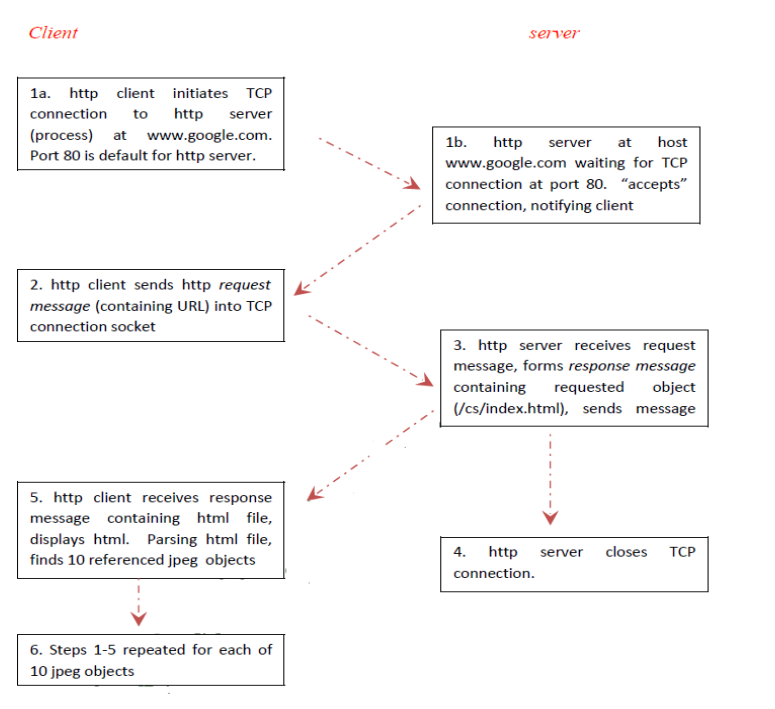 Client
server
1a. http client initiates TCP
connection to http server
(process) at www.google.com.
Port 80 is default for http server.
1b. http server at host
www.google.com waiting for TCP
connection at port 80. “accepts”
connection, notifying client
2. http client sends http request
message (containing URL) into TCP
connection socket
3. http server receives request
message, forms response message
containing requested object
(/cs/index.html), sends message
5. http client receives response
message containing html file,
displays html. Parsing html file,
finds 10 referenced jpeg objects
4. http server closes TCP
connection.
6. Steps 1-5 repeated for each of
10 jpeg objects